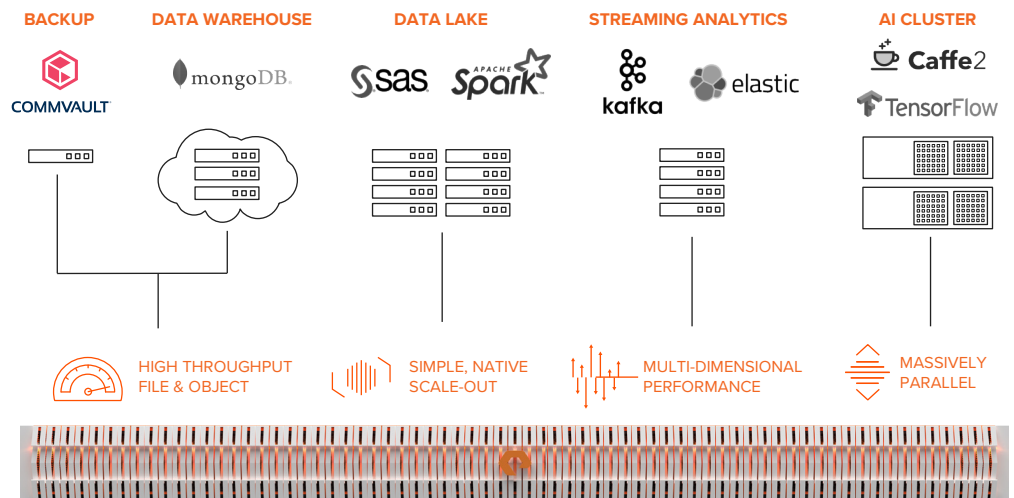 BACKUP
DATA WAREHOUSE
DATA LAKE
STREAMING ANALYTICS
AI CLUSTER
COMMVAULT
mongoDB.
sas
APACHE
Spark
kafka
elastic
Caffe2
TensorFlow
HIGH THROUGHPUT
FILE & OBJECT
SIMPLE, NATIVE
SCALE-OUT
MULTI-DIMENSIONAL
PERFORMANCE
MASSIVELY
PARALLEL